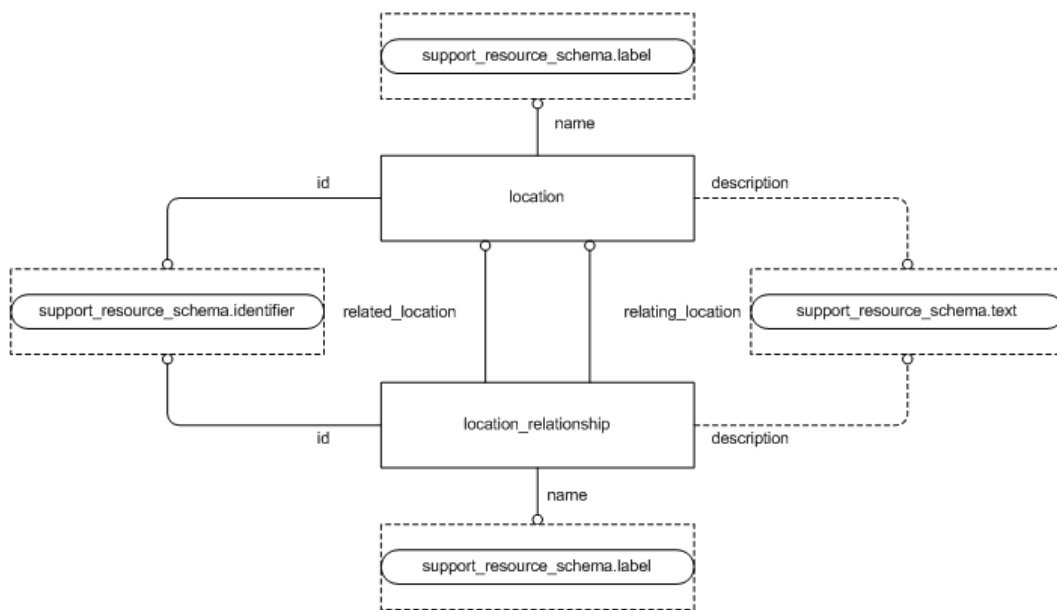 support_resource_schema.label
name
id
location
description
support_resource_schema.identifier
related_location
relating_location
support_resource_schema.text
id
location_relationship
description
name
support_resource_schema.label